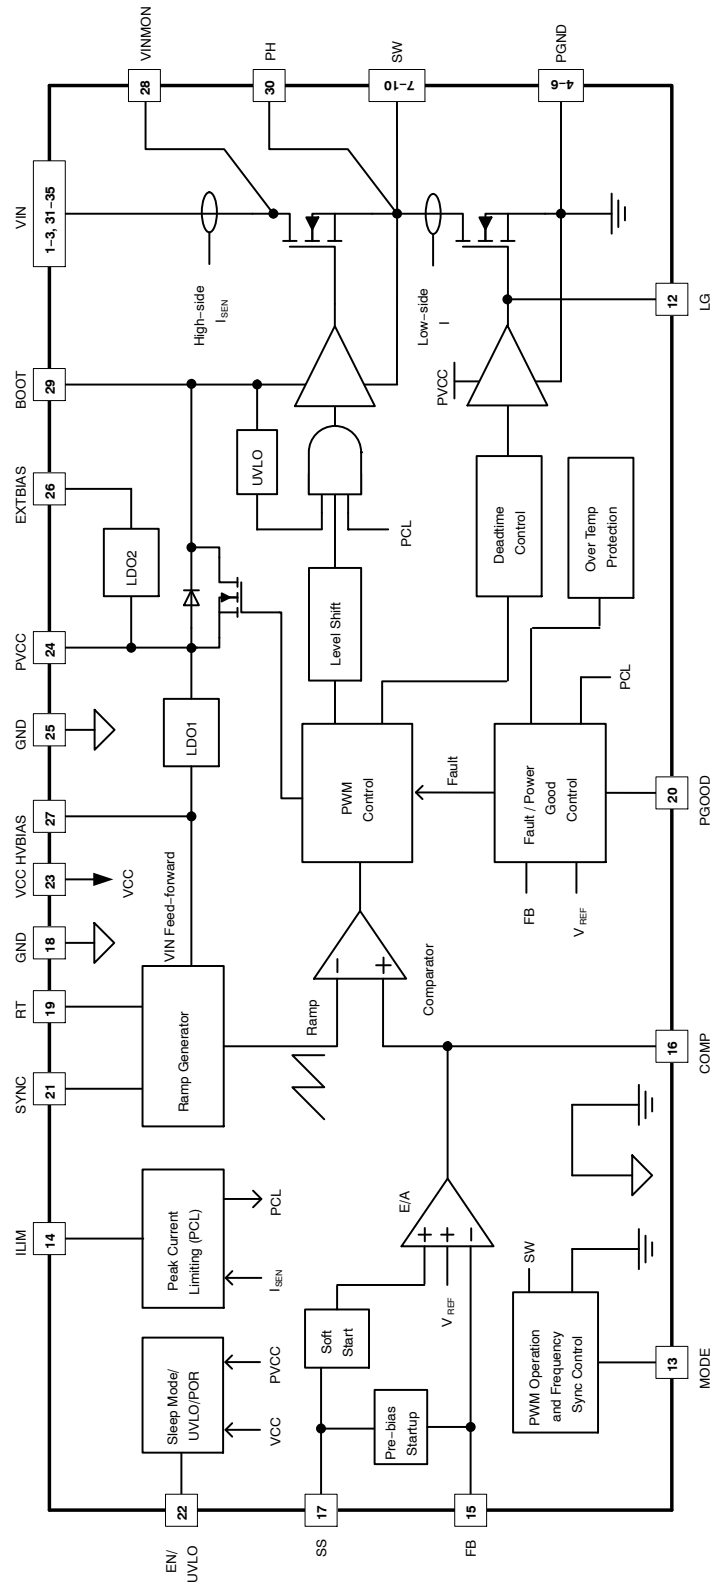 VIN
1−3, 31−35
VINMON
28
PH
30
SW
7−10
PGND
4−6
BOOT
29
EXTBIAS
26
PVCC
24
GND
25
HVBIAS
27
VCC
23
GND
18
RT
19
SYNC
21
ILIM
14
EN/
UVLO
22
SS
17
FB
15
MODE
13
COMP
16
PGOOD
20
LG
12
High−side
ISEN
Low−side
I
UVLO
PCL
PVCC
LDO2
LDO1
Level Shift
Deadtime
Control
Over Temp
Protection
PWM
Control
Fault
Fault / Power
Good
Control
PCL
FB
V REF
VCC
VIN Feed−forward
Ramp Generator
Ramp
−
+
Comparator
Peak Current
Limiting (PCL)
PCL
ISEN
Sleep Mode/
UVLO/POR
PVCC
VCC
Soft
Start
Pre−bias
Startup
E/A
+
+
−
V REF
PWM Operation
and Frequency
Sync Control
SW